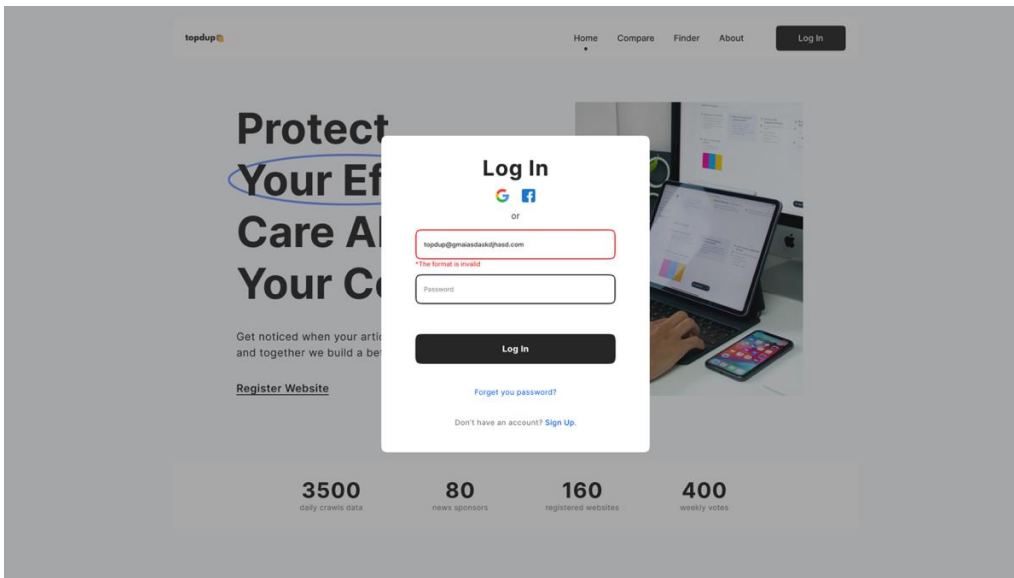 topdup
Home Compare Finder About Log In
Protect
Your Ef
Care Al
Your Co
Get noticed when your artic
and together we build a bet
Register Website
Log In
or
topdup@gmaiasdaskdjhasd.com
*The format is invalid
Password
Log In
Forget you password?
Don't have an account? Sign Up.
3500 80 160 400
daily crawls data news sponsors registered websites weekly votes